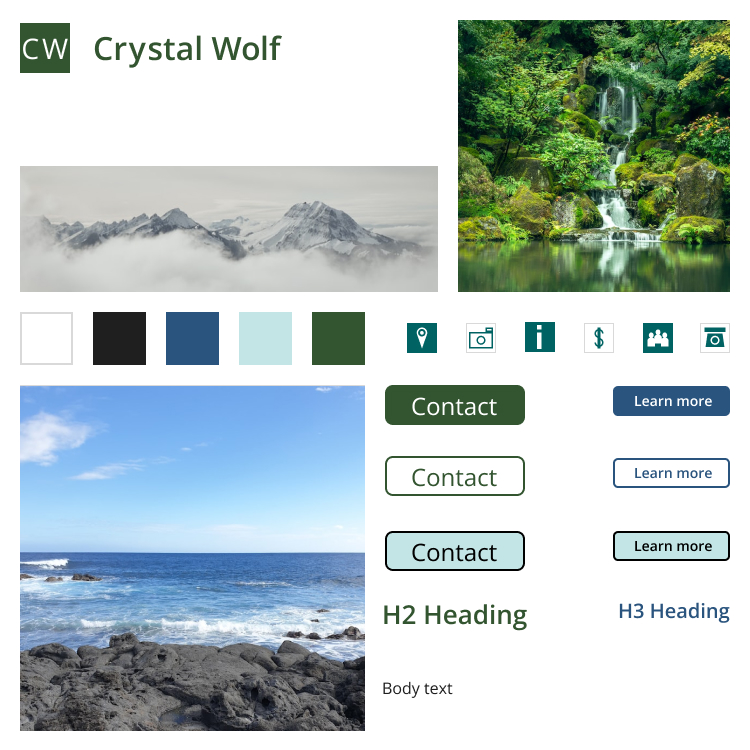 CW
Crystal Wolf
Contact
Learn more
Contact
Learn more
Contact
Learn more
H2 Heading
H3 Heading
Body text